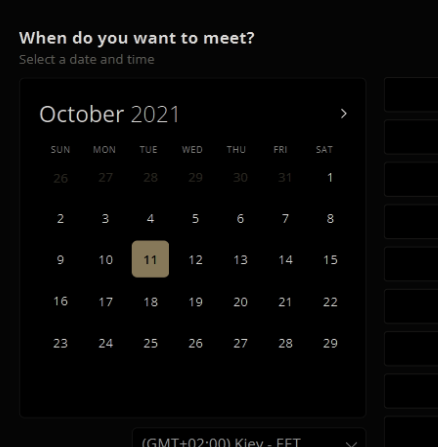 When do you want to meet?
Select a date and time
October 2021
SUN MON TUE WED THU FRI SAT
26 27 28 29 30 31 1
2 3 4 5 6 7 8
9 10 11 12 13 14 15
16 17 18 19 20 21 22
23 24 25 26 27 28 29
(GMT+02:00) Kiev - EET